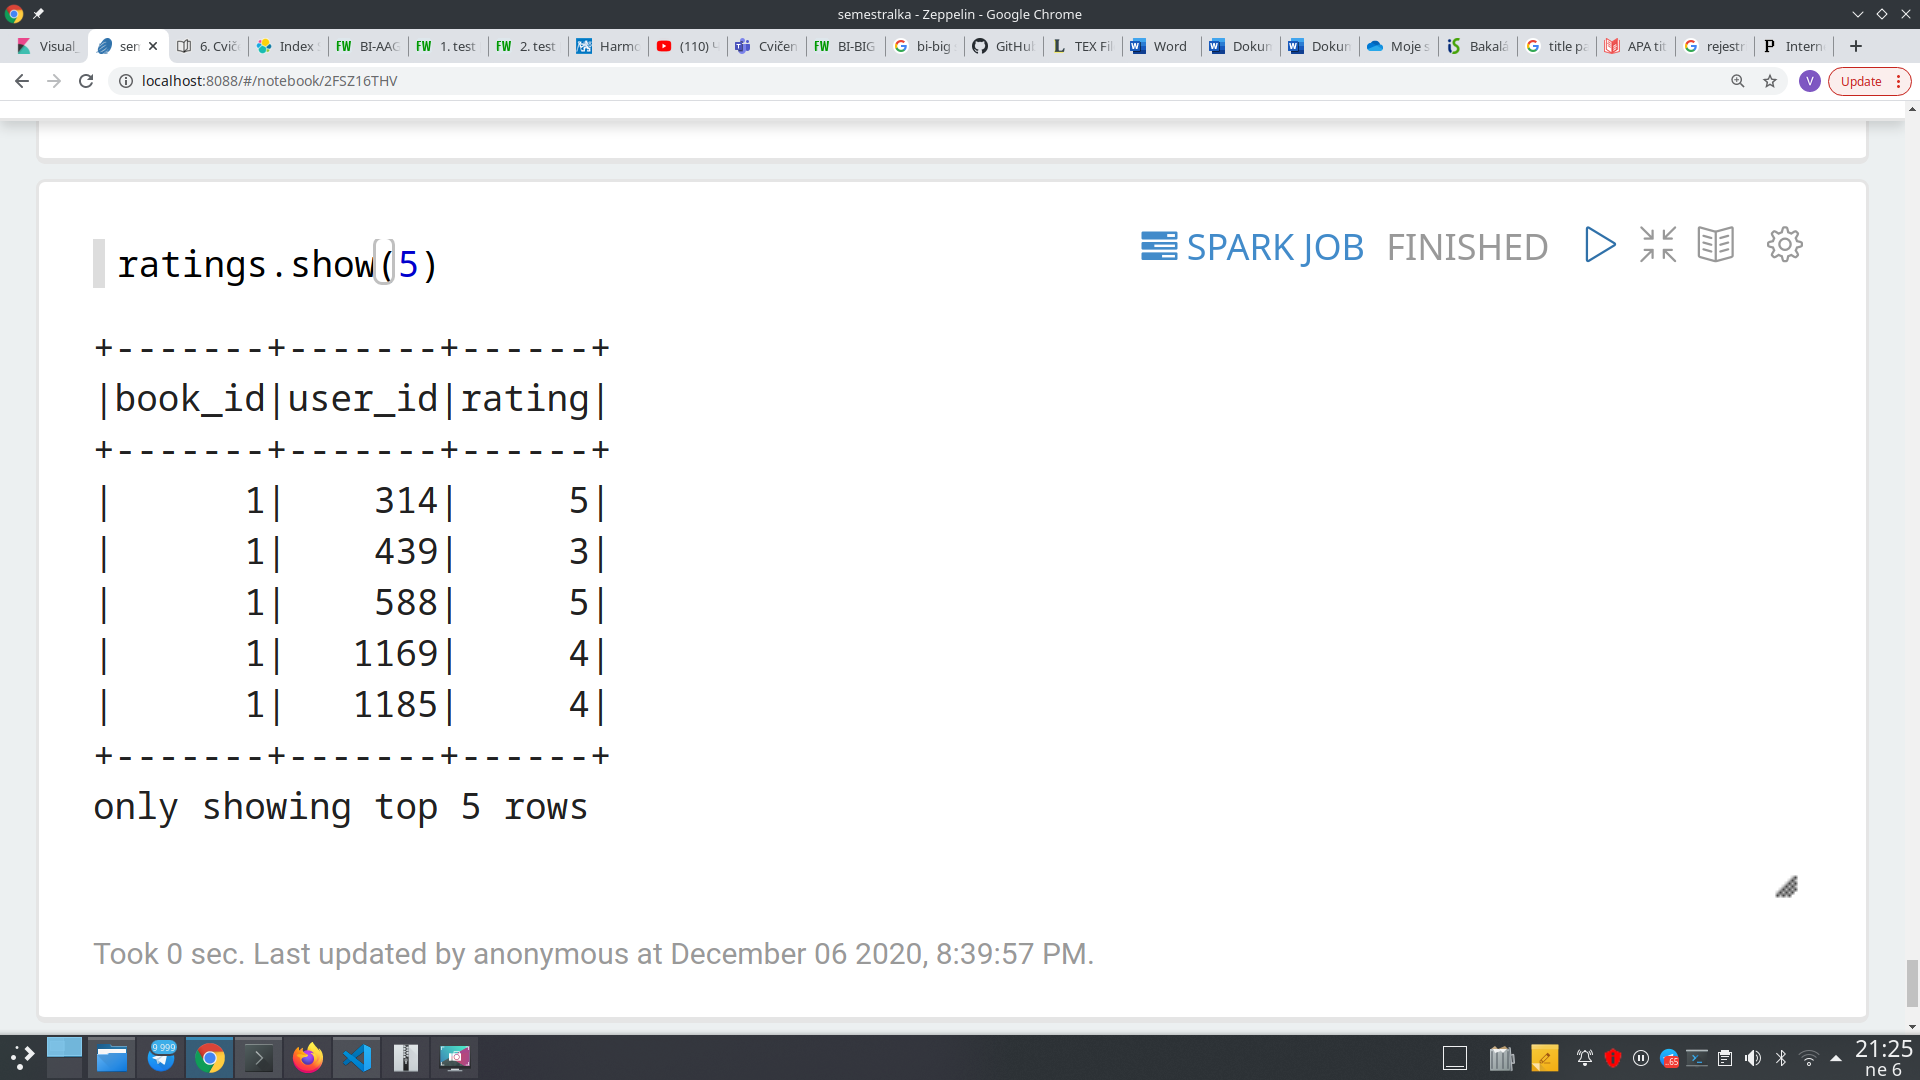 semestralka - Zeppelin - Google Chrome
Visual_
sem
6. Cvič
Index
FW BI-AAG
FW 1. test
FW 2. test
Harmo
(110)
Cvičen
FW BI-BIG
bi-big
GitHub
L TEX Fil
Word
Dokun
Dokun
Moje s
Bakalá
title pa
APA tit
rejestr
P Intern
localhost:8088/#/notebook/2FSZ16THV
V
Update
ratings.show(5)
SPARK JOB FINISHED
+-------+-------+------+
|book_id|user_id|rating|
+-------+-------+------+
|      1|    314|     5|
|      1|    439|     3|
|      1|    588|     5|
|      1|   1169|     4|
|      1|   1185|     4|
+-------+-------+------+
only showing top 5 rows
Took 0 sec. Last updated by anonymous at December 06 2020, 8:39:57 PM.
9 999
21:25
ne 6